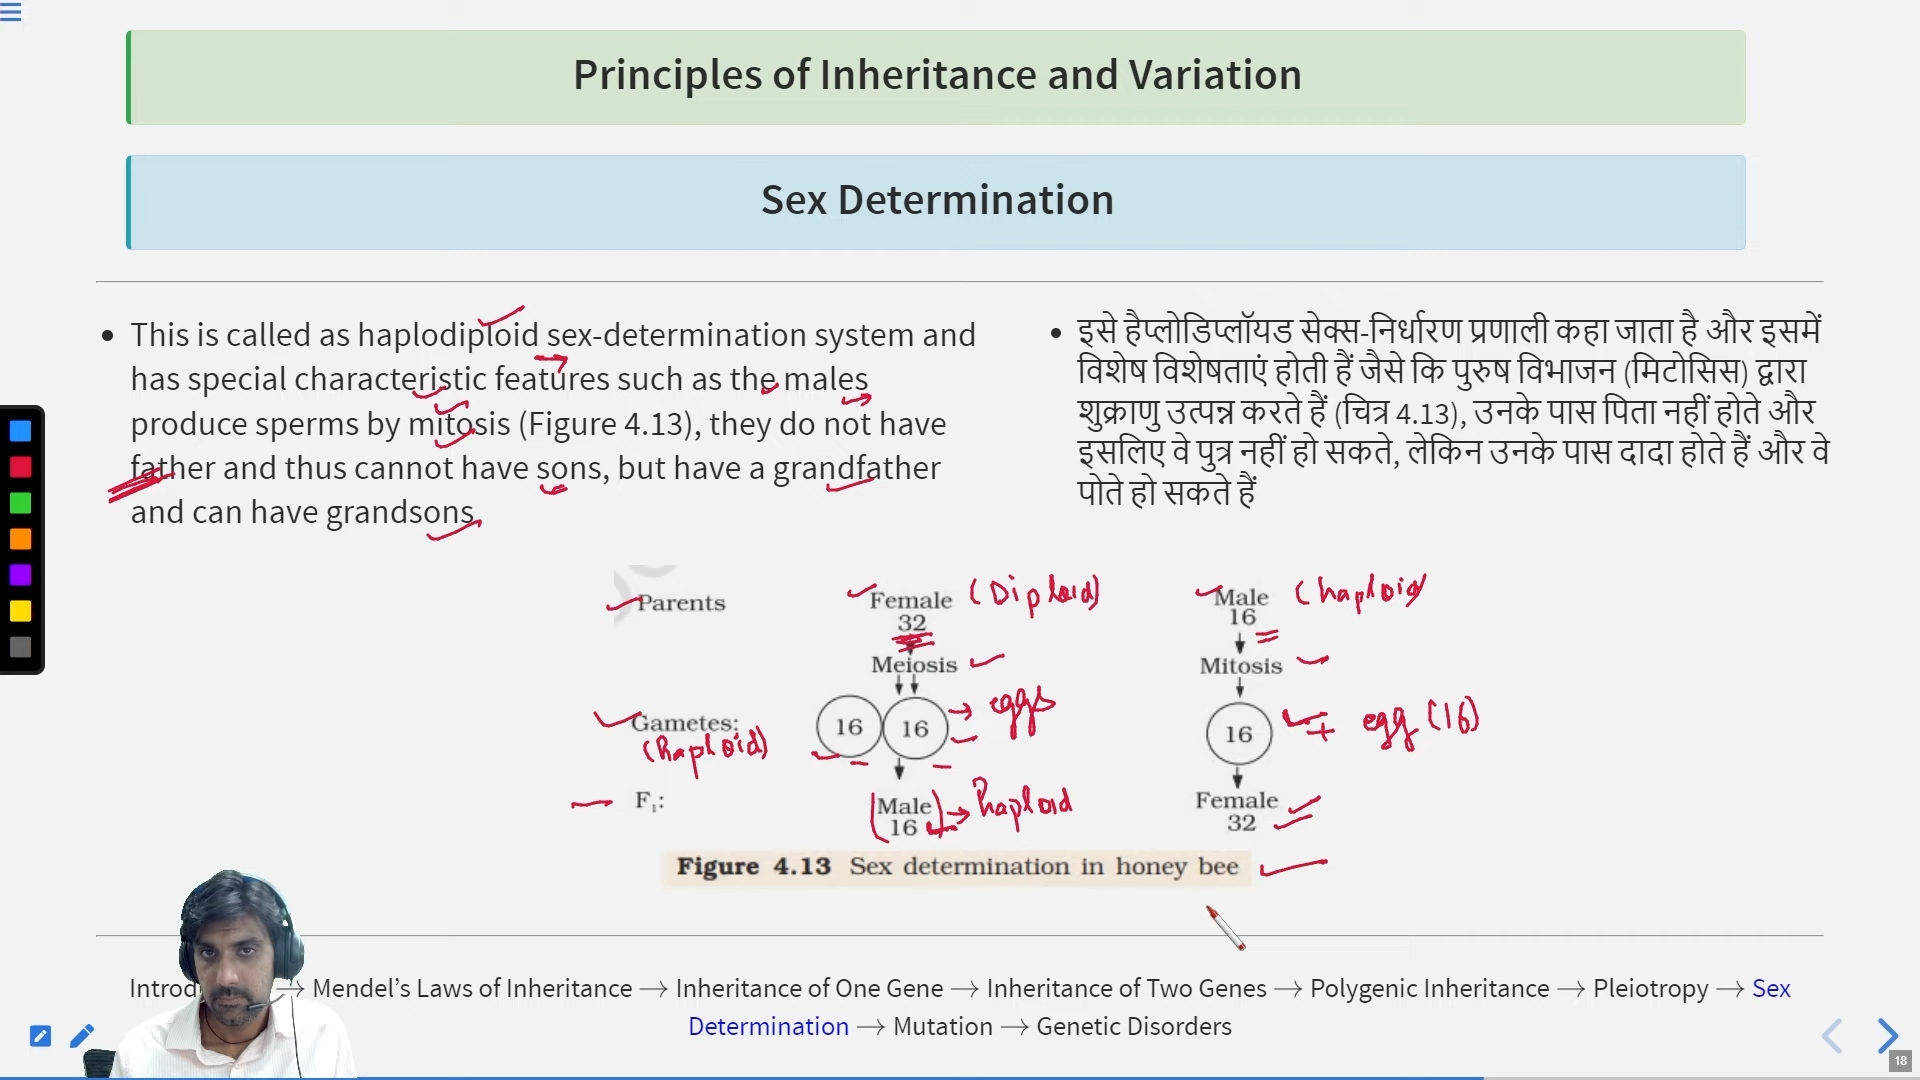 Principles of Inheritance and Variation
Sex Determination
• This is called as haplodiploid sex-determination system and
has special characteristic features such as the males
produce sperms by mitosis (Figure 4.13), they do not have
father and thus cannot have sons, but have a grandfather
and can have grandsons
• इसे हैप्लोडिप्लॉयड सेक्स-निर्धारण प्रणाली कहा जाता है और इसमें
विशेष विशेषताएं होती हैं जैसे कि पुरुष विभाजन (मिटोसिस) द्वारा
शुक्राणु उत्पन्न करते हैं (चित्र 4.13), उनके पास पिता नहीं होते और
इसलिए वे पुत्र नहीं हो सकते, लेकिन उनके पास दादा होते हैं और वे
पोते हो सकते हैं
Parents Female (Diploid) Male (haploid)
32 16
Meiosis Mitosis
Gametes: 16 16 → eggs 16 + egg (16)
(haploid)
F₁: Male → haploid Female
16 32
Figure 4.13 Sex determination in honey bee
Introd → Mendel’s Laws of Inheritance → Inheritance of One Gene → Inheritance of Two Genes → Polygenic Inheritance → Pleiotropy → Sex
Determination → Mutation → Genetic Disorders
18